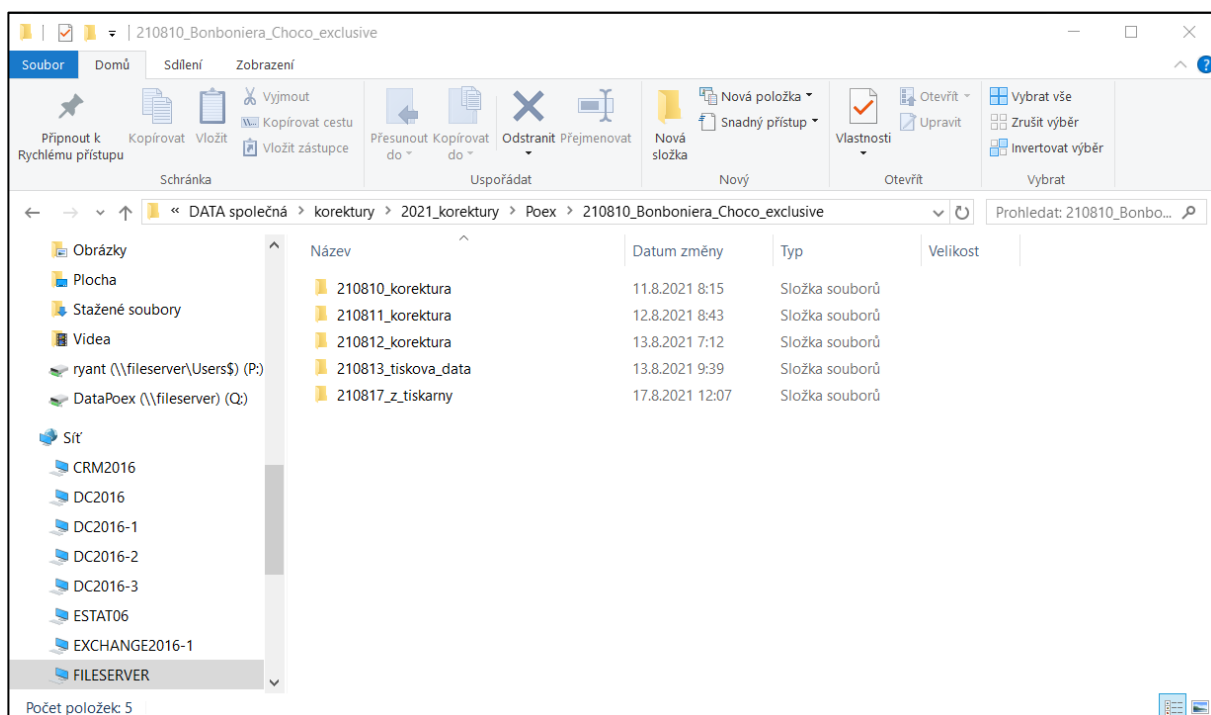 210810_Bonboniera_Choco_exclusive
Soubor Domů Sdílení Zobrazení
Připnout k Rychlému přístupu
Kopírovat
Vložit
Vyjmout
Kopírovat cestu
Vložit zástupce
Schránka
Přesunout do
Kopírovat do
Odstranit
Přejmenovat
Uspořádat
Nová složka
Nová položka
Snadný přístup
Nový
Vlastnosti
Otevřít
Upravit
Otevřít
Vybrat vše
Zrušit výběr
Invertovat výběr
Vybrat
« DATA společná > korektury > 2021_korektury > Poex > 210810_Bonboniera_Choco_exclusive
Prohledat: 210810_Bonbo...
Obrázky
Plocha
Stažené soubory
Videa
ryant (\\fileserver\Users$) (P:)
DataPoex (\\fileserver) (Q:)
Síť
CRM2016
DC2016
DC2016-1
DC2016-2
DC2016-3
ESTAT06
EXCHANGE2016-1
FILESERVER
Název Datum změny Typ Velikost
210810_korektura 11.8.2021 8:15 Složka souborů
210811_korektura 12.8.2021 8:43 Složka souborů
210812_korektura 13.8.2021 7:12 Složka souborů
210813_tiskova_data 13.8.2021 9:39 Složka souborů
210817_z_tiskarny 17.8.2021 12:07 Složka souborů
Počet položek: 5